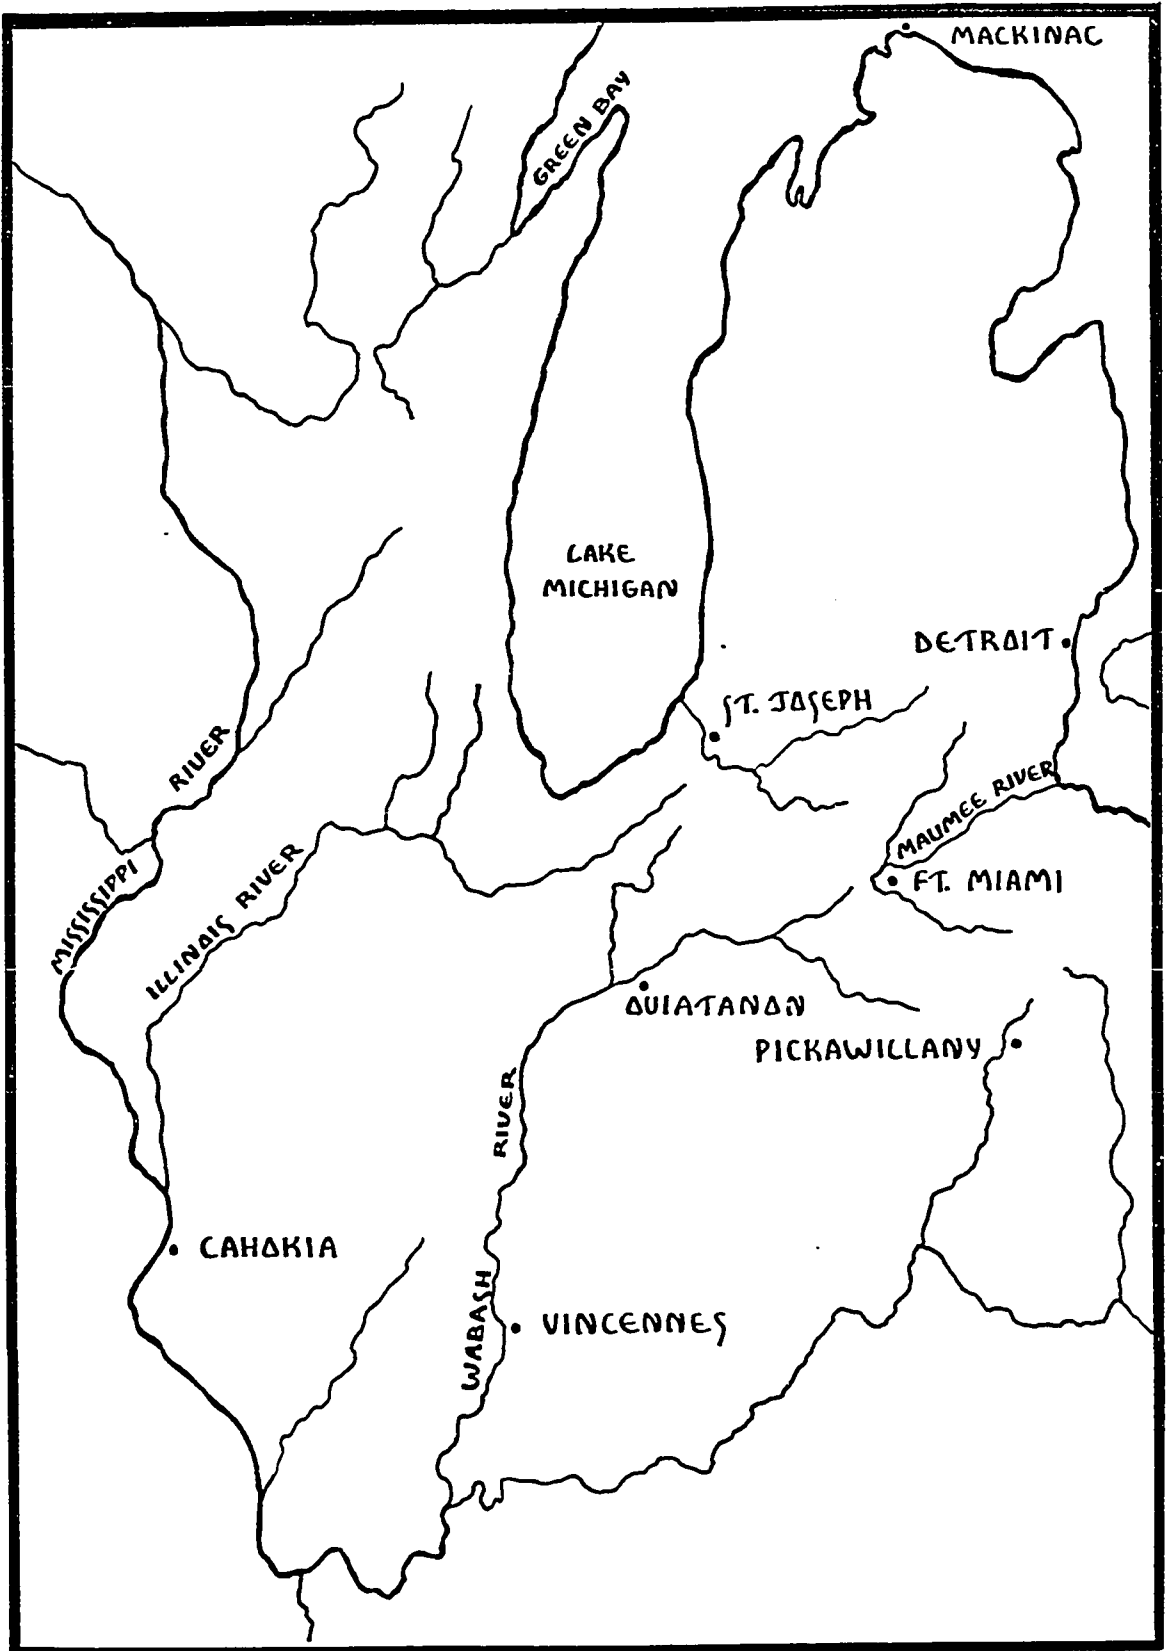 MACKINAC
GREEN BAY
LAKE
MICHIGAN
DETROIT
ST. JOSEPH
RIVER
MAUMEE RIVER
MISSISSIPPI
ILLINOIS RIVER
FT. MIAMI
OUIATANON
PICKAWILLANY
RIVER
CAHOKIA
WABASH
VINCENNES